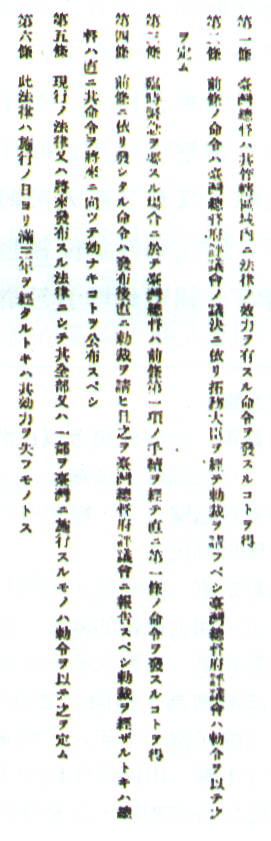 第一條　臺灣總督ハ其管轄區域內ニ法律ノ效力ヲ有スル命令ヲ發スルコトヲ得
第二條　前條ノ命令ハ臺灣總督府評議會ノ議決ニ依リ拓務大臣ヲ經テ勅裁ヲ請フベシ臺灣總督府評議會ハ勅令ヲ以テ之
ヲ定ム
第三條　臨時緊急ヲ要スル場合ニ於テ臺灣總督ハ前條第一項ノ手續ヲ經テ直ニ第一條ノ命令ヲ發スルコトヲ得
第四條　前條ニ依リ發シタル命令ハ發布後直ニ勅裁ヲ請ヒ且之ヲ臺灣總督府評議會ニ報告スベシ勅裁ヲ經ザルトキハ總
督ハ直ニ其命令ヲ將來ニ向ツテ効ナキコトヲ公布スベシ
第五條　現行ノ法律又ハ將來發布スル法律ニシテ其全部又ハ一部ヲ臺灣ニ施行スルモノハ勅令ヲ以テ之ヲ定ム
第六條　此法律ハ施行ノ日ヨリ滿三年ヲ經タルトキハ其効力ヲ失フモノトス